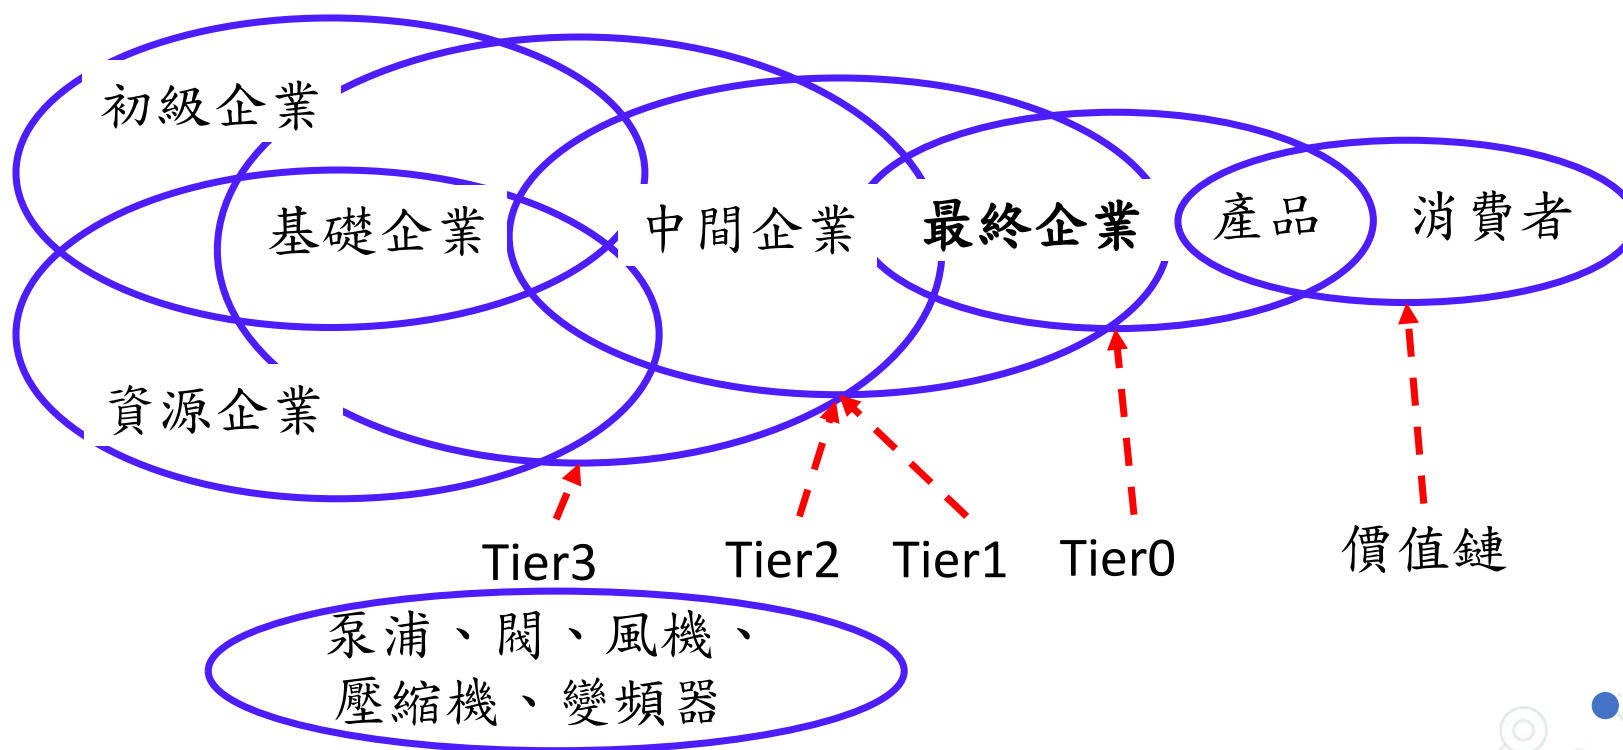 初級企業
基礎企業
中間企業
最終企業
產品
消費者
資源企業
Tier3
Tier2
Tier1
Tier0
價值鏈
泵浦、閥、風機、
壓縮機、變頻器